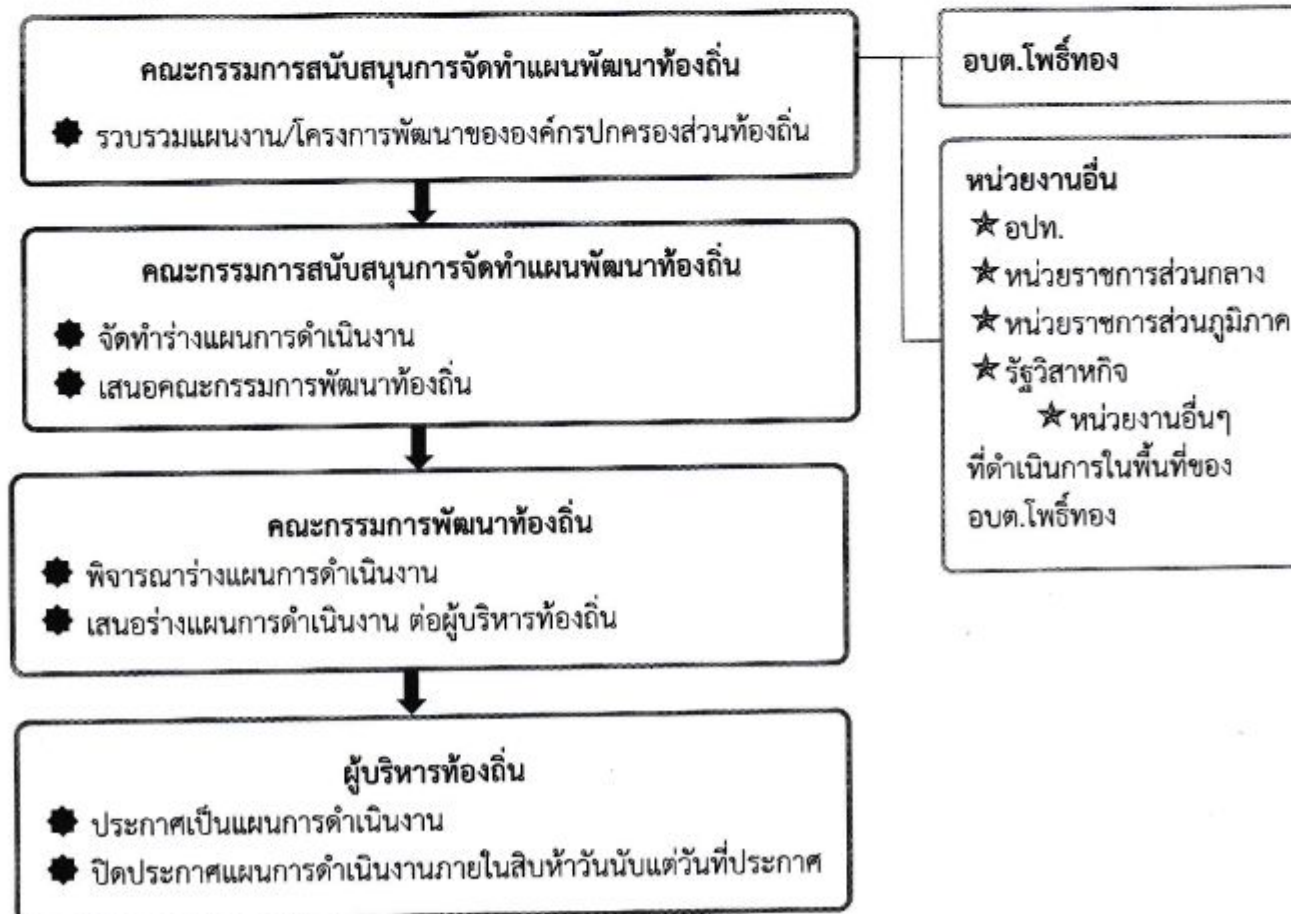 คณะกรรมการสนับสนุนการจัดทำแผนพัฒนาท้องถิ่น
รวบรวมแผนงาน/โครงการพัฒนาขององค์กรปกครองส่วนท้องถิ่น
อบต.โพธิ์ทอง
หน่วยงานอื่น
อปท.
หน่วยราชการส่วนกลาง
หน่วยราชการส่วนภูมิภาค
รัฐวิสาหกิจ
หน่วยงานอื่นๆ
ที่ดำเนินการในพื้นที่ของ
อบต.โพธิ์ทอง
คณะกรรมการสนับสนุนการจัดทำแผนพัฒนาท้องถิ่น
จัดทำร่างแผนการดำเนินงาน
เสนอคณะกรรมการพัฒนาท้องถิ่น
คณะกรรมการพัฒนาท้องถิ่น
พิจารณาร่างแผนการดำเนินงาน
เสนอร่างแผนการดำเนินงาน ต่อผู้บริหารท้องถิ่น
ผู้บริหารท้องถิ่น
ประกาศเป็นแผนการดำเนินงาน
ปิดประกาศแผนการดำเนินงานภายในสิบห้าวันนับแต่วันที่ประกาศ